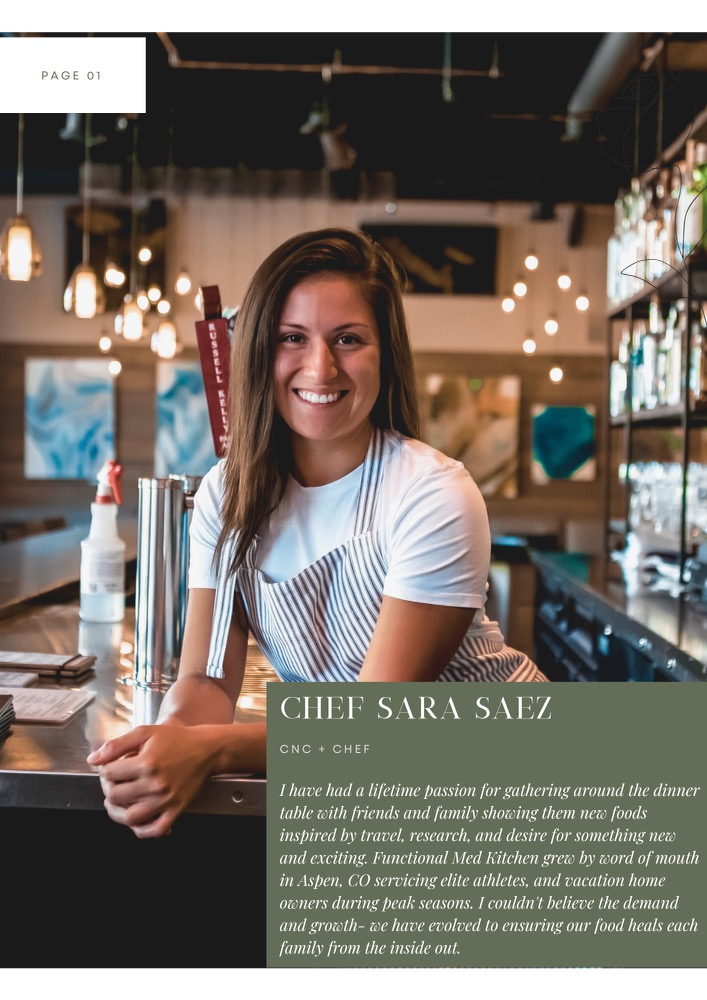 PAGE 01
RUSSELL KELLY
CHEF SARA SAEZ
CNC + CHEF
I have had a lifetime passion for gathering around the dinner
table with friends and family showing them new foods
inspired by travel, research, and desire for something new
and exciting. Functional Med Kitchen grew by word of mouth
in Aspen, CO servicing elite athletes, and vacation home
owners during peak seasons. I couldn't believe the demand
and growth- we have evolved to ensuring our food heals each
family from the inside out.